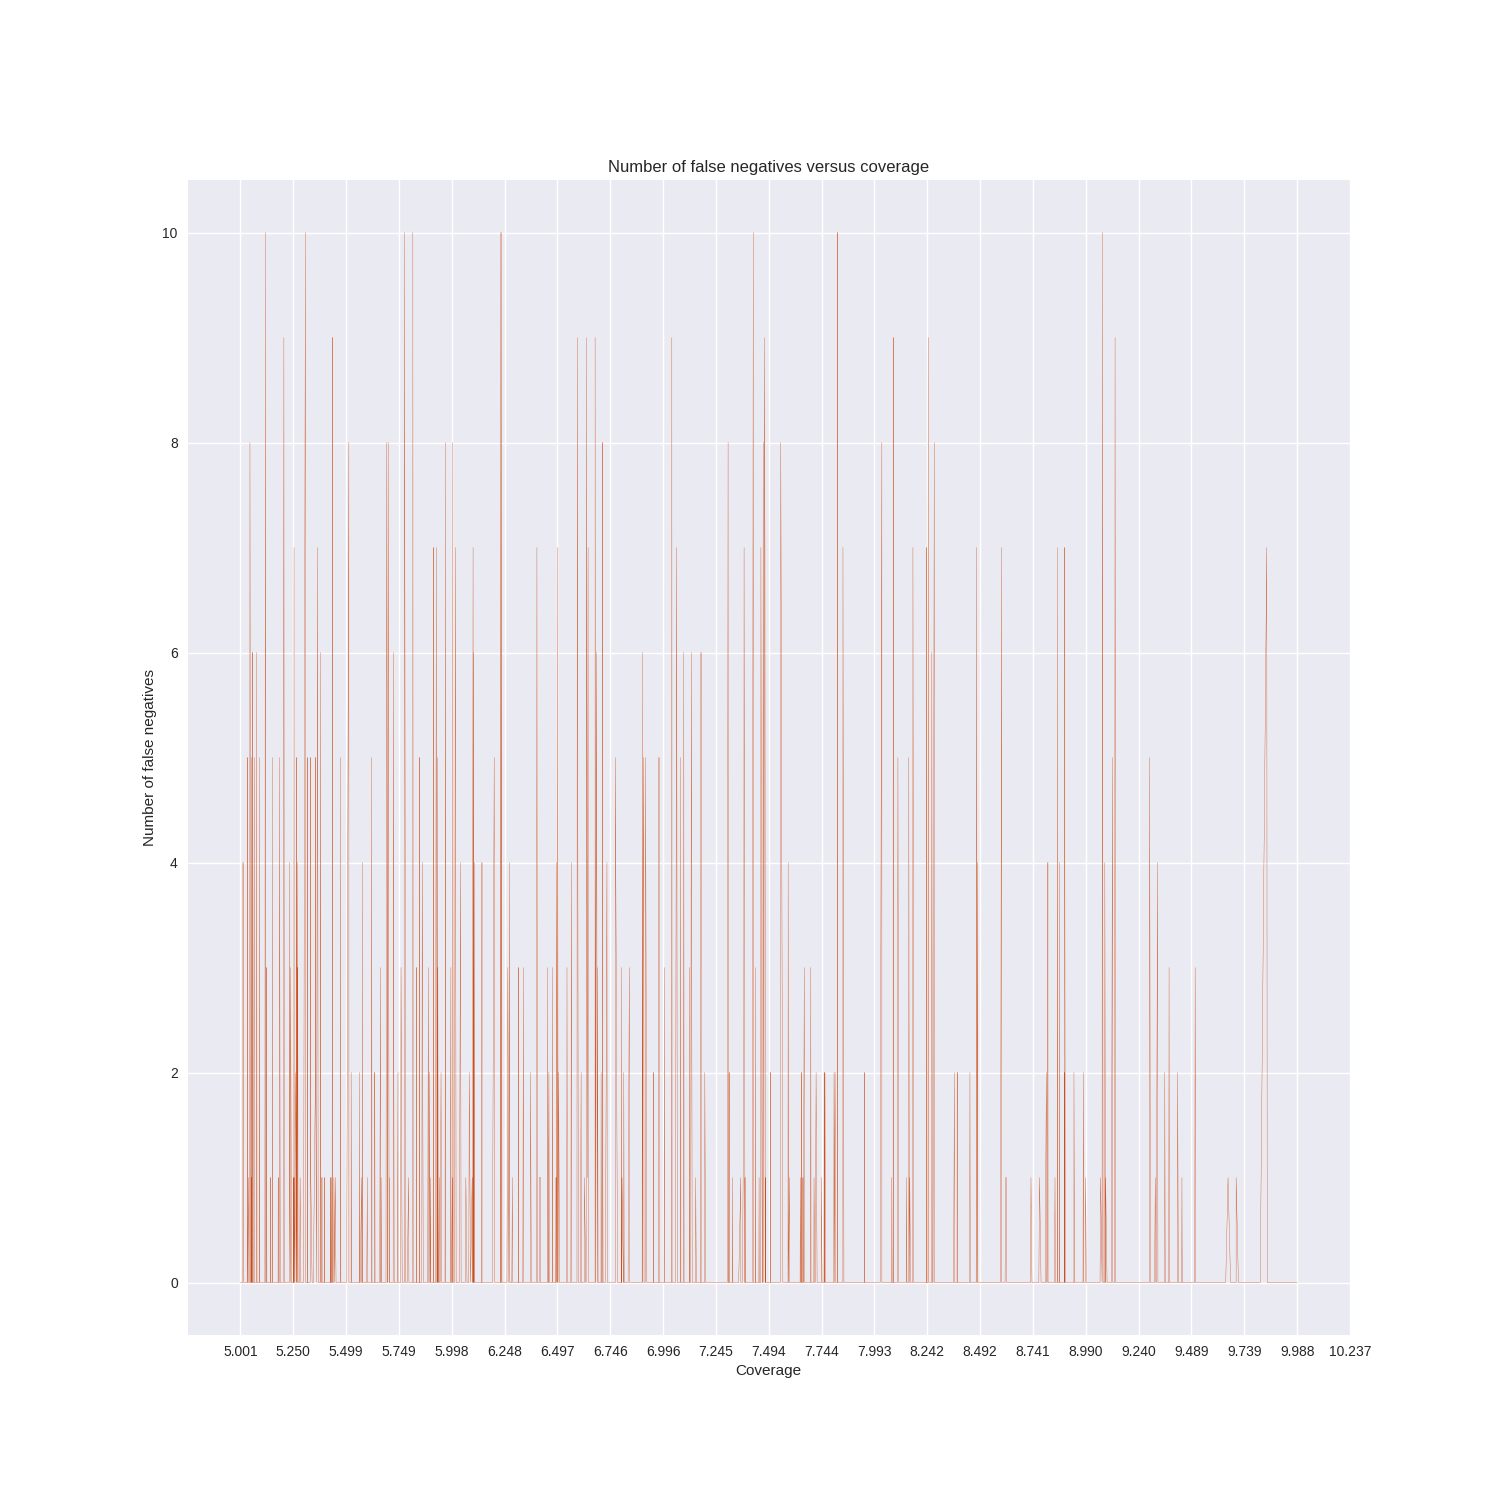 Number of false negatives versus coverage
10
8
6
4
2
0
Number of false negatives
5.001 5.250 5.499 5.749 5.998 6.248 6.497 6.746 6.996 7.245 7.494 7.744 7.993 8.242 8.492 8.741 8.990 9.240 9.489 9.739 9.988 10.237
Coverage